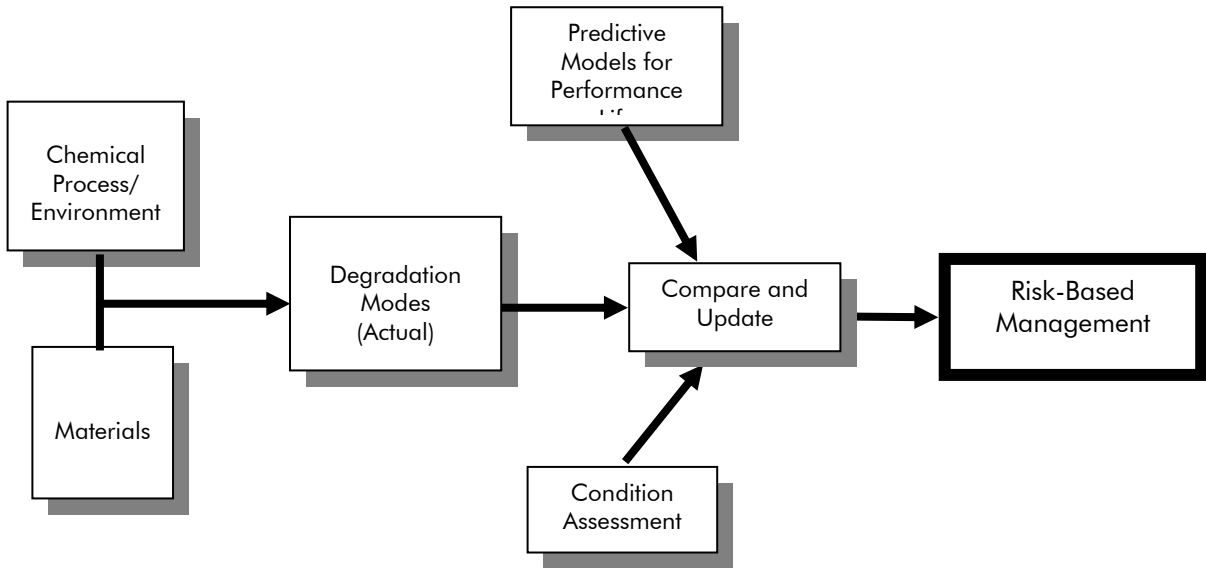 Predictive
Models for
Performance
Chemical
Process/
Environment
Degradation
Modes
(Actual)
Compare and
Update
Risk-Based
Management
Materials
Condition
Assessment